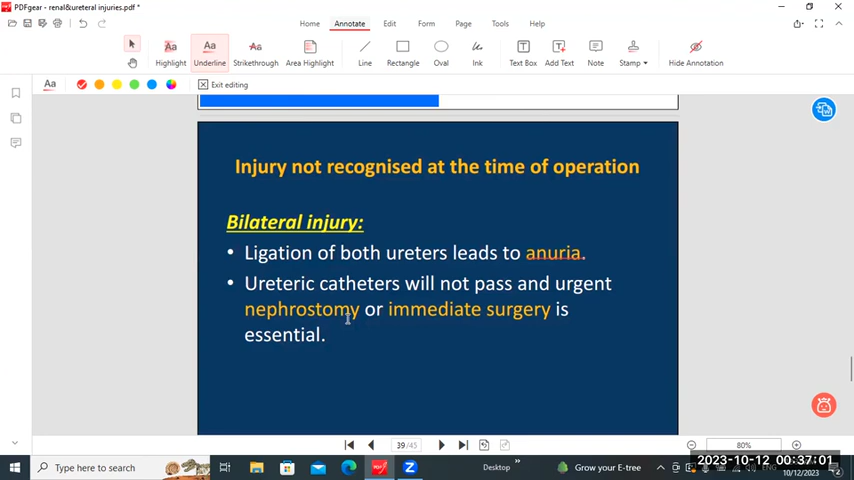 PDFgear - renal&ureteral injuries.pdf *
Home Annotate Edit Form Page Tools Help
Highlight Underline Strikethrough Area Highlight Line Rectangle Oval Ink Text Box Add Text Note Stamp Hide Annotation
Exit editing
Injury not recognised at the time of operation
Bilateral injury:
• Ligation of both ureters leads to anuria.
• Ureteric catheters will not pass and urgent
nephrostomy or immediate surgery is
essential.
39 /45
80%
Type here to search
Desktop
Grow your E-tree
2023-10-12 00:37:01
10/12/2023